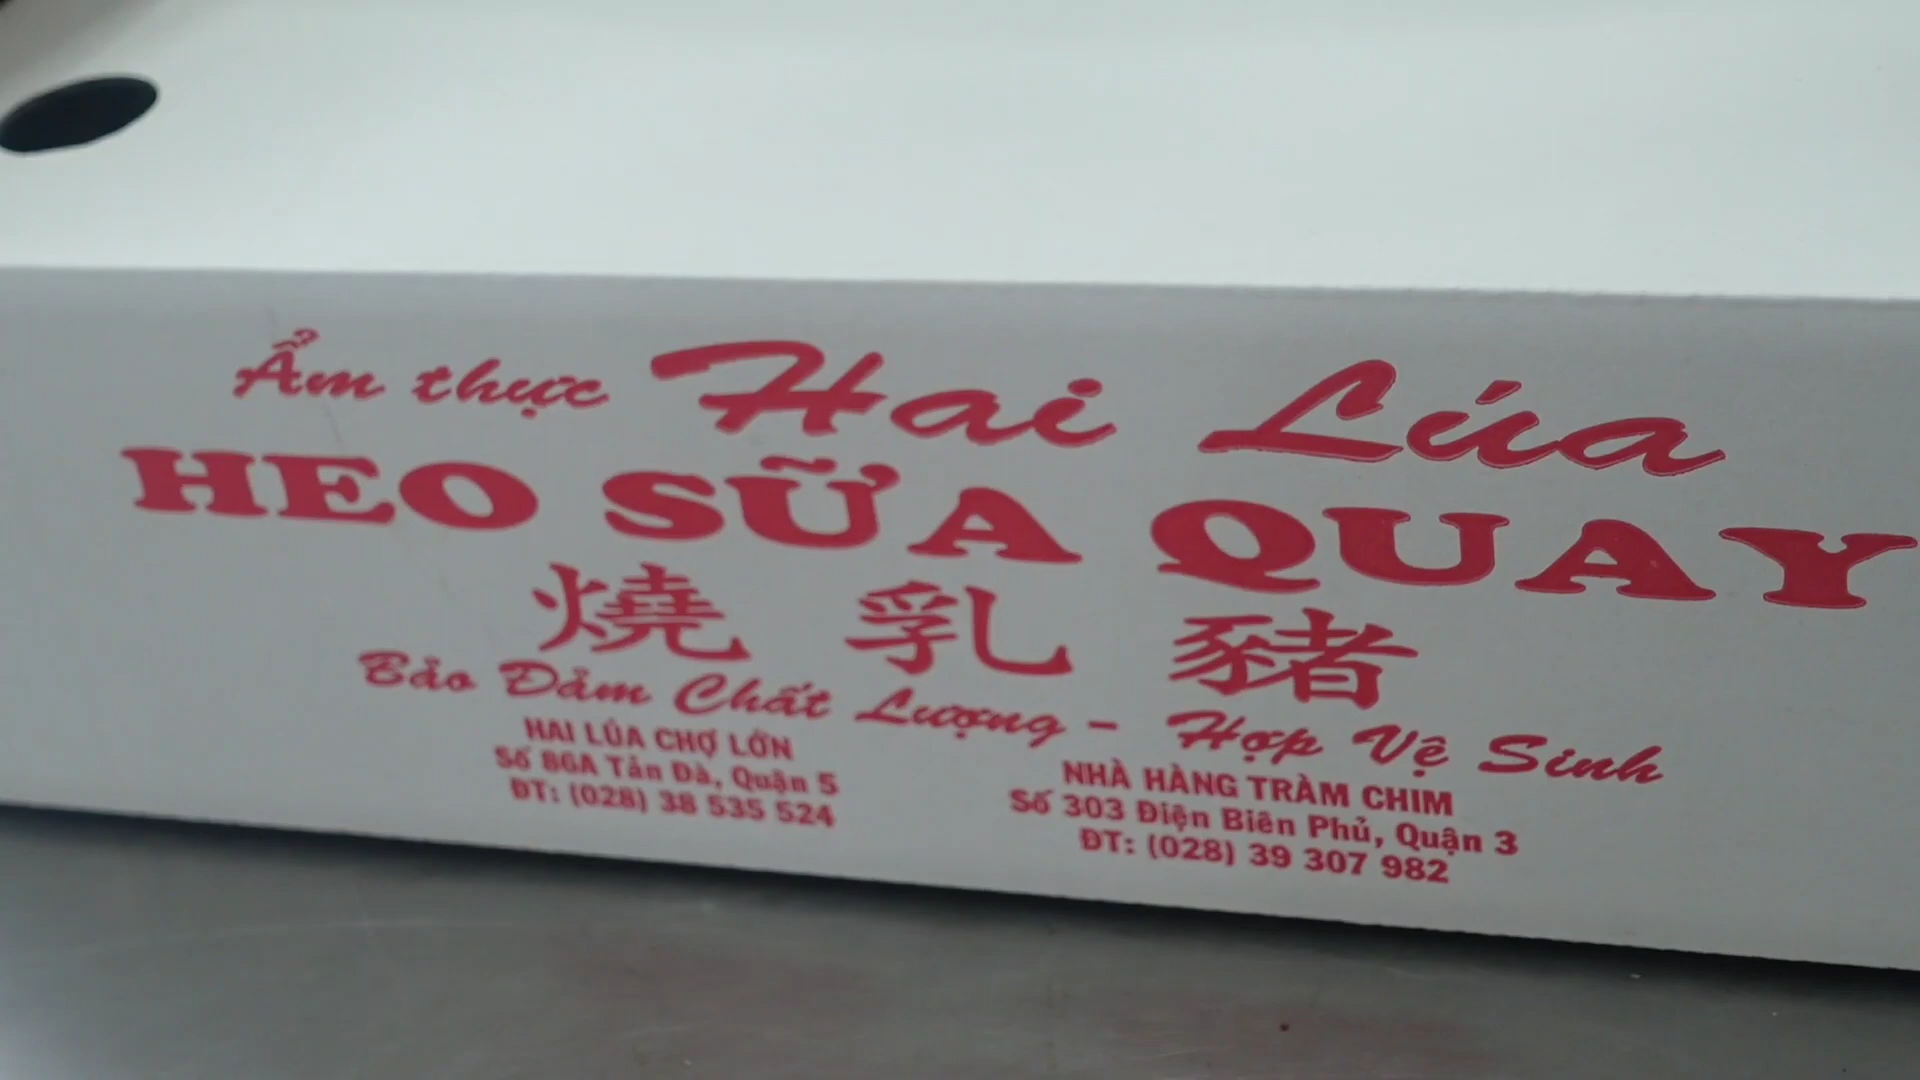 Ẩm thực Hai Lúa
HEO SỮA QUAY
燒乳豬
Bảo Đảm Chất Lượng - Hợp Vệ Sinh
HAI LÚA CHỢ LỚN
Số 86A Tản Đà, Quận 5
ĐT: (028) 38 535 524
NHÀ HÀNG TRÀM CHIM
Số 303 Điện Biên Phủ, Quận 3
ĐT: (028) 39 307 982